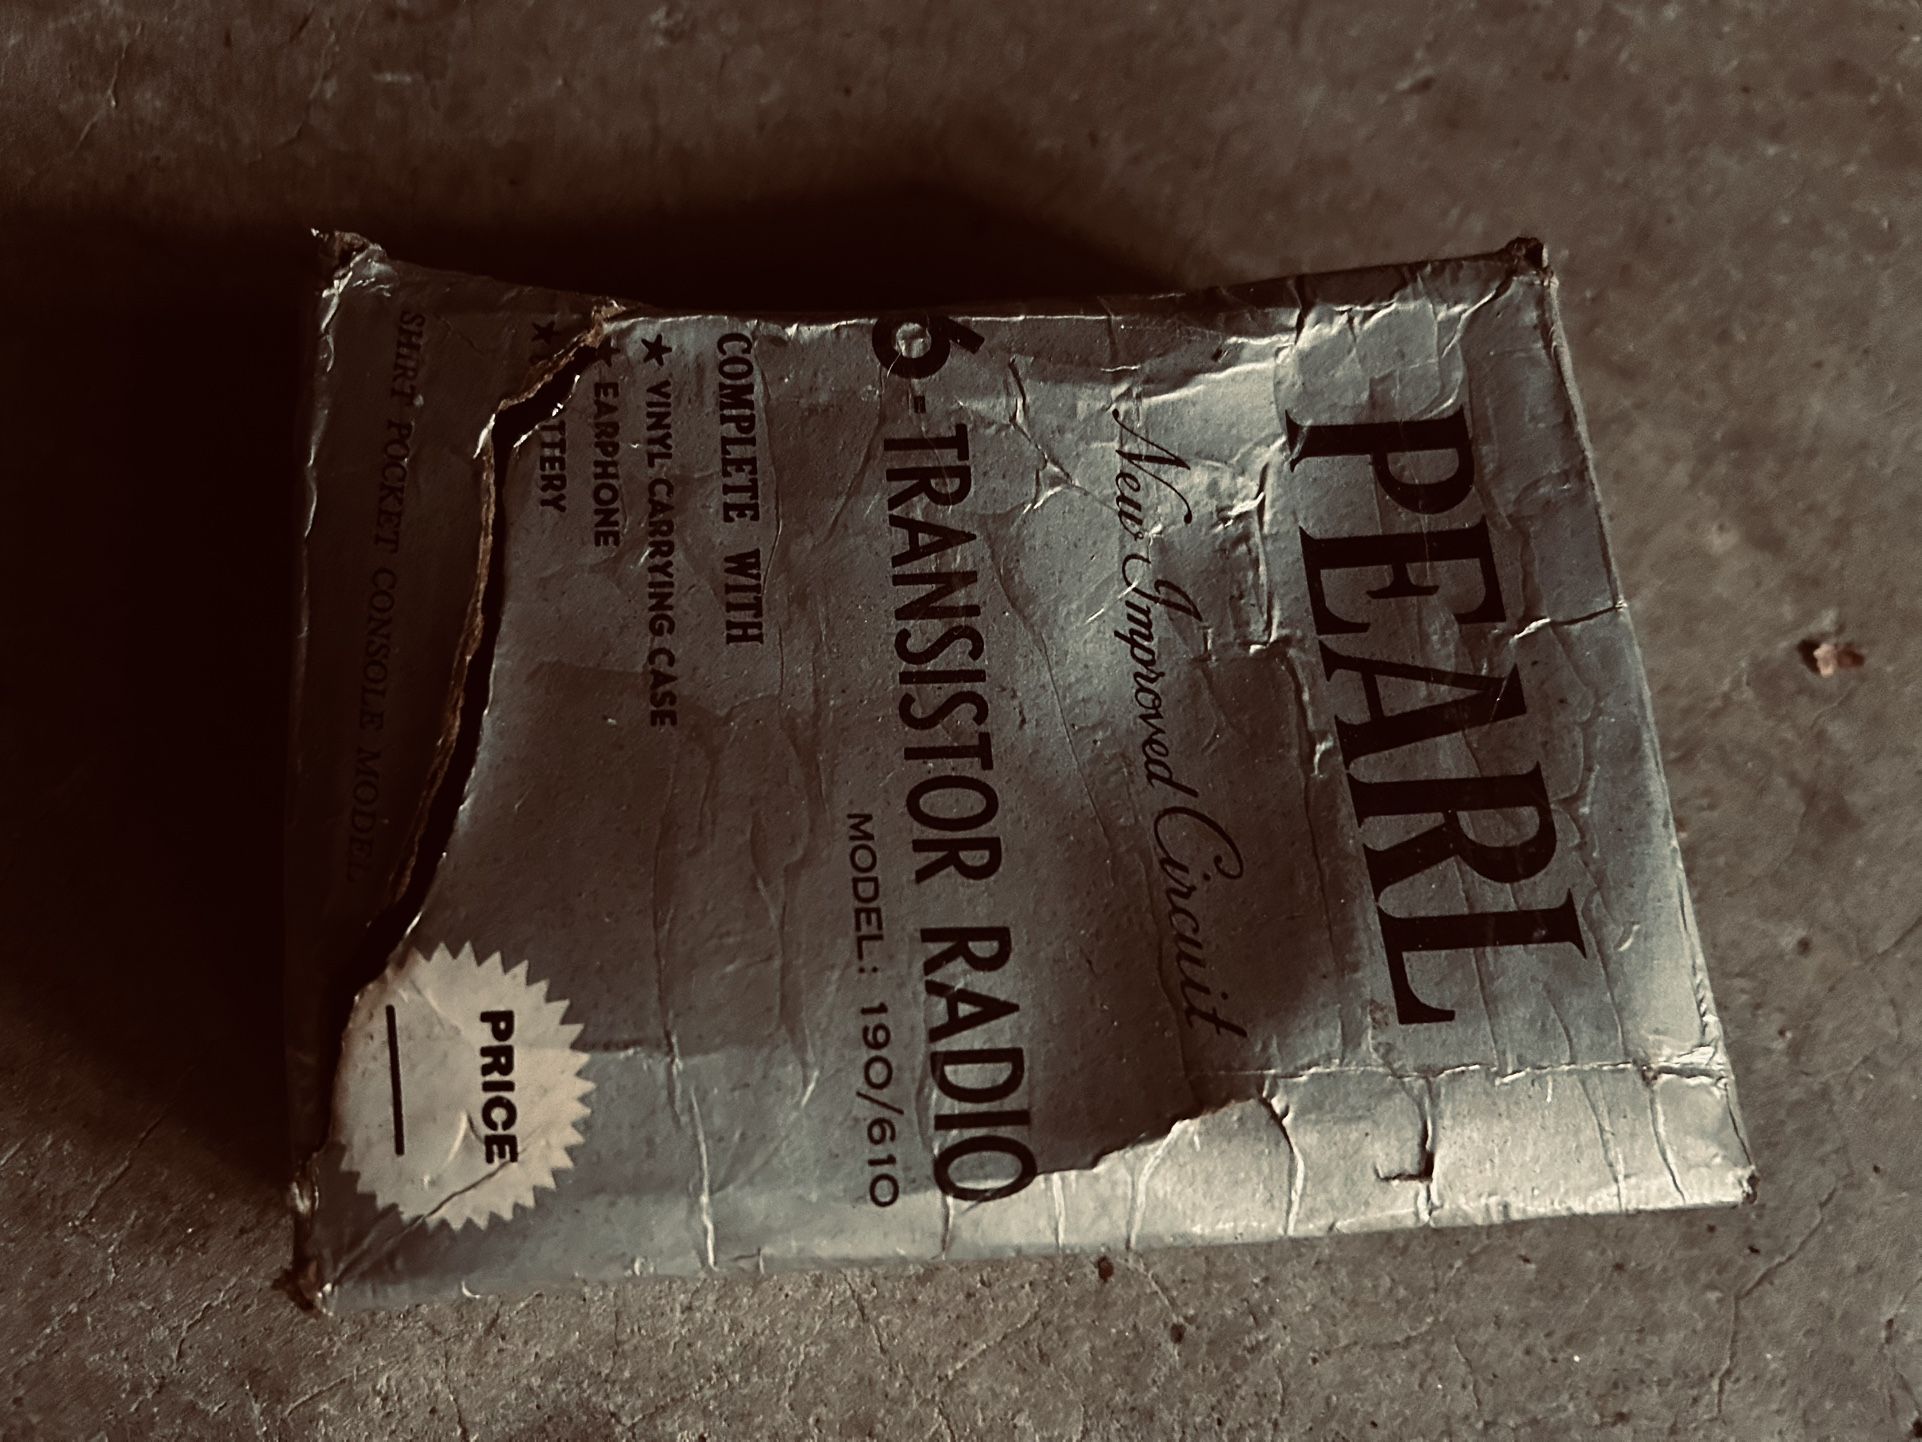 PEARL
New Improved Circuit
6-TRANSISTOR RADIO
MODEL: 190/610
COMPLETE WITH
★ VINYL CARRYING CASE
★ EARPHONE
★
PRICE
SHIRT POCKET CONSOLE MODEL